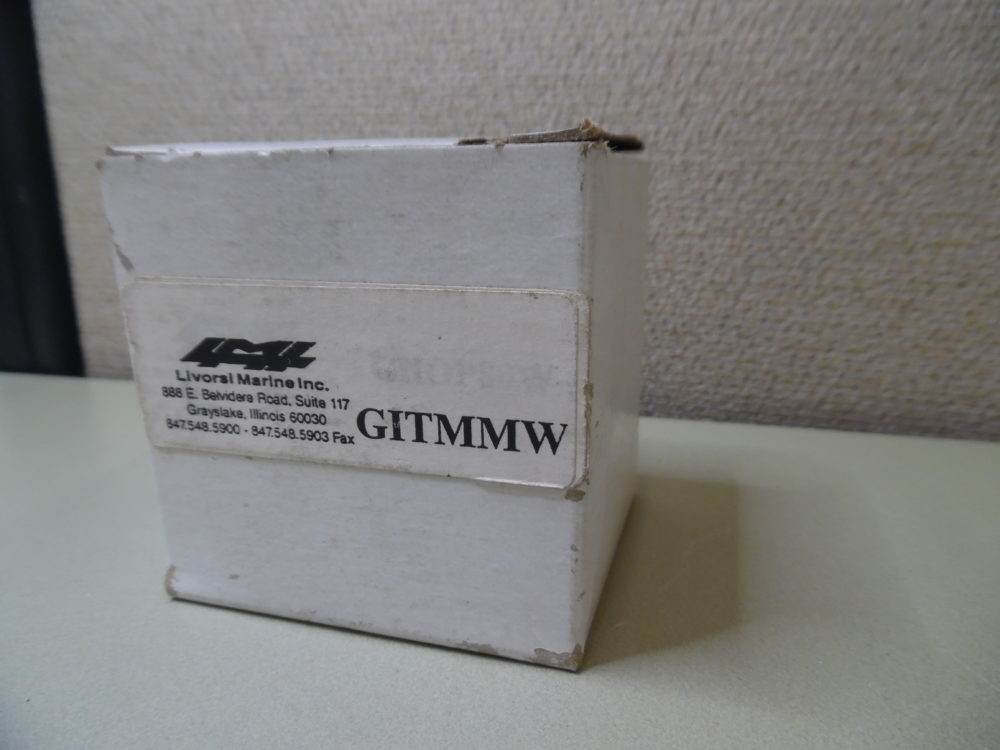 LMI
Livorsi Marine Inc.
888 E. Belvidere Road, Suite 117
Grayslake, Illinois 60030
847.548.5900 - 847.548.5903 Fax
GITMMW